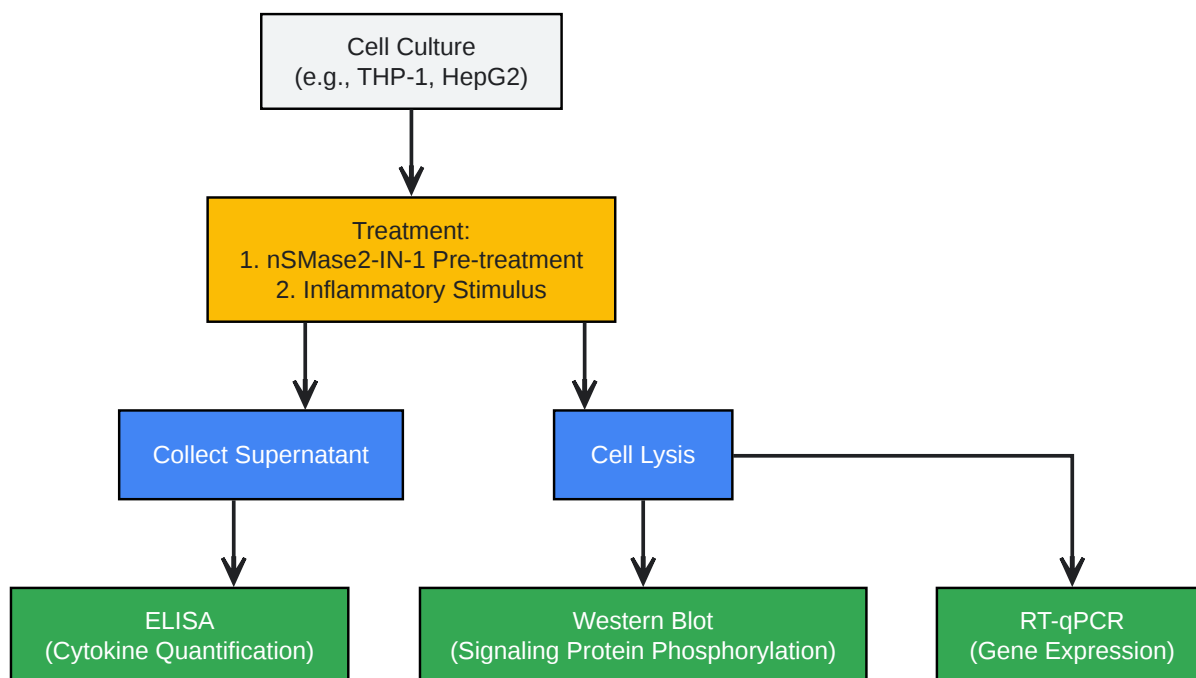 Cell Culture
(e.g., THP-1, HepG2)
Treatment:
1. nSMase2-IN-1 Pre-treatment
2. Inflammatory Stimulus
Collect Supernatant
Cell Lysis
ELISA
(Cytokine Quantification)
Western Blot
(Signaling Protein Phosphorylation)
RT-qPCR
(Gene Expression)